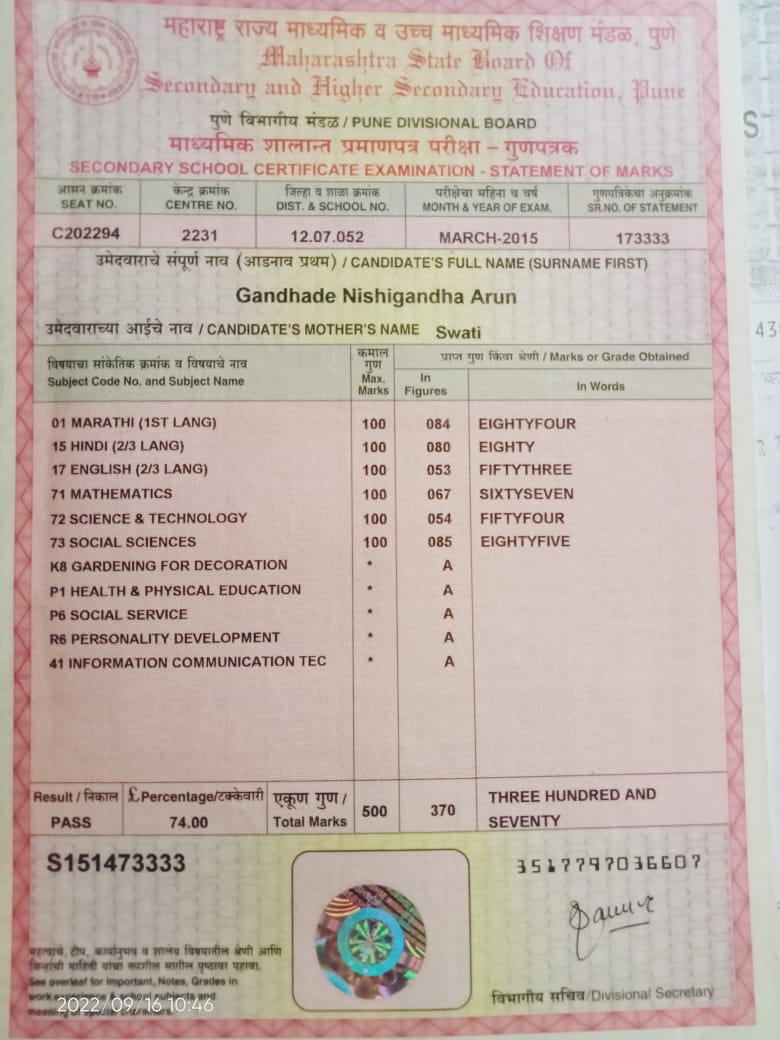 महाराष्ट्र राज्य माध्यमिक व उच्च माध्यमिक शिक्षण मंडळ, पुणे
Maharashtra State Board Of
Secondary and Higher Secondary Education, Pune
पुणे विभागीय मंडळ / PUNE DIVISIONAL BOARD
माध्यमिक शालान्त प्रमाणपत्र परीक्षा – गुणपत्रक
SECONDARY SCHOOL CERTIFICATE EXAMINATION - STATEMENT OF MARKS
आसन क्रमांक केन्द्र क्रमांक जिल्हा व शाळा क्रमांक परीक्षेचा महिना व वर्ष गुणपत्रिकेचा अनुक्रमांक
SEAT NO. CENTRE NO. DIST. & SCHOOL NO. MONTH & YEAR OF EXAM. SR.NO. OF STATEMENT
C202294 2231 12.07.052 MARCH-2015 173333
उमेदवाराचे संपूर्ण नाव (आडनाव प्रथम) / CANDIDATE'S FULL NAME (SURNAME FIRST)
Gandhade Nishigandha Arun
उमेदवाराच्या आईचे नाव / CANDIDATE'S MOTHER'S NAME Swati
विषयाचा सांकेतिक क्रमांक व विषयाचे नाव
Subject Code No. and Subject Name
कमाल
गुण
Max.
Marks
प्राप्त गुण किंवा श्रेणी / Marks or Grade Obtained
In
Figures
In Words
01 MARATHI (1ST LANG) 100 084 EIGHTYFOUR
15 HINDI (2/3 LANG) 100 080 EIGHTY
17 ENGLISH (2/3 LANG) 100 053 FIFTYTHREE
71 MATHEMATICS 100 067 SIXTYSEVEN
72 SCIENCE & TECHNOLOGY 100 054 FIFTYFOUR
73 SOCIAL SCIENCES 100 085 EIGHTYFIVE
K8 GARDENING FOR DECORATION * A
P1 HEALTH & PHYSICAL EDUCATION * A
P6 SOCIAL SERVICE * A
R6 PERSONALITY DEVELOPMENT * A
41 INFORMATION COMMUNICATION TEC * A
Result / निकाल £Percentage/टक्केवारी एकूण गुण / 500 370 THREE HUNDRED AND
PASS 74.00 Total Marks SEVENTY
S151473333
3517797036607
महत्वाचे, टीप, कार्यानुभव व शालेय विषयातील श्रेणी आणि
चिन्हांची माहिती यांचा तपशील मागील पृष्ठावर पहावा.
See overleaf for Important, Notes, Grades in
work school subjects and
meaning of
2022/09/16 10:46
विभागीय सचिव/Divisional Secretary
S
43